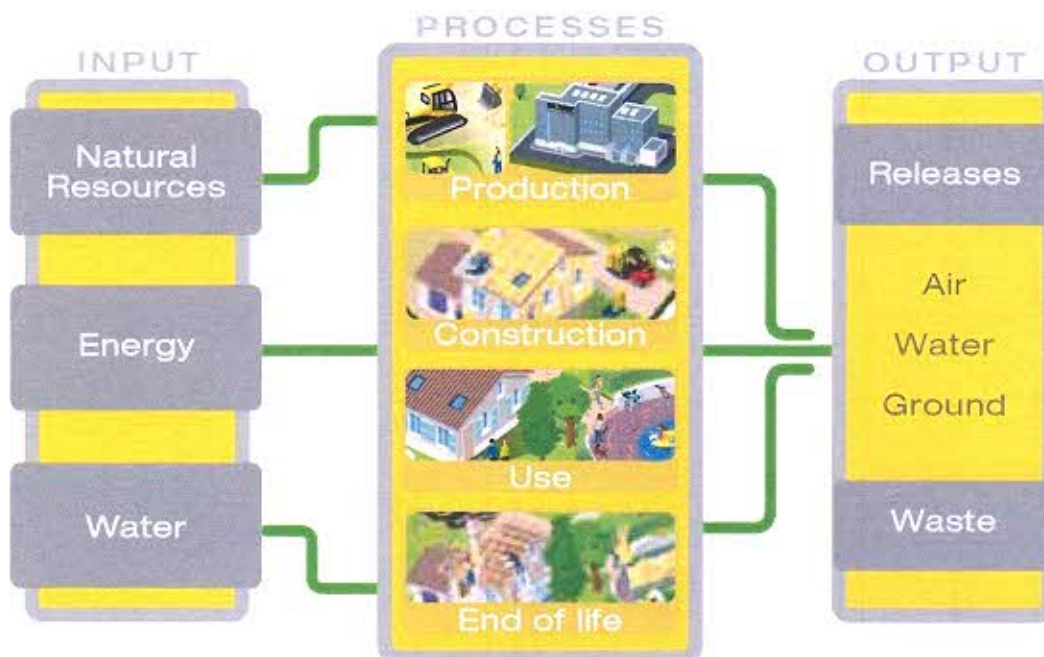 INPUT
Natural
Resources
Energy
Water
PROCESSES
Production
Construction
Use
End of life
OUTPUT
Releases
Air
Water
Ground
Waste